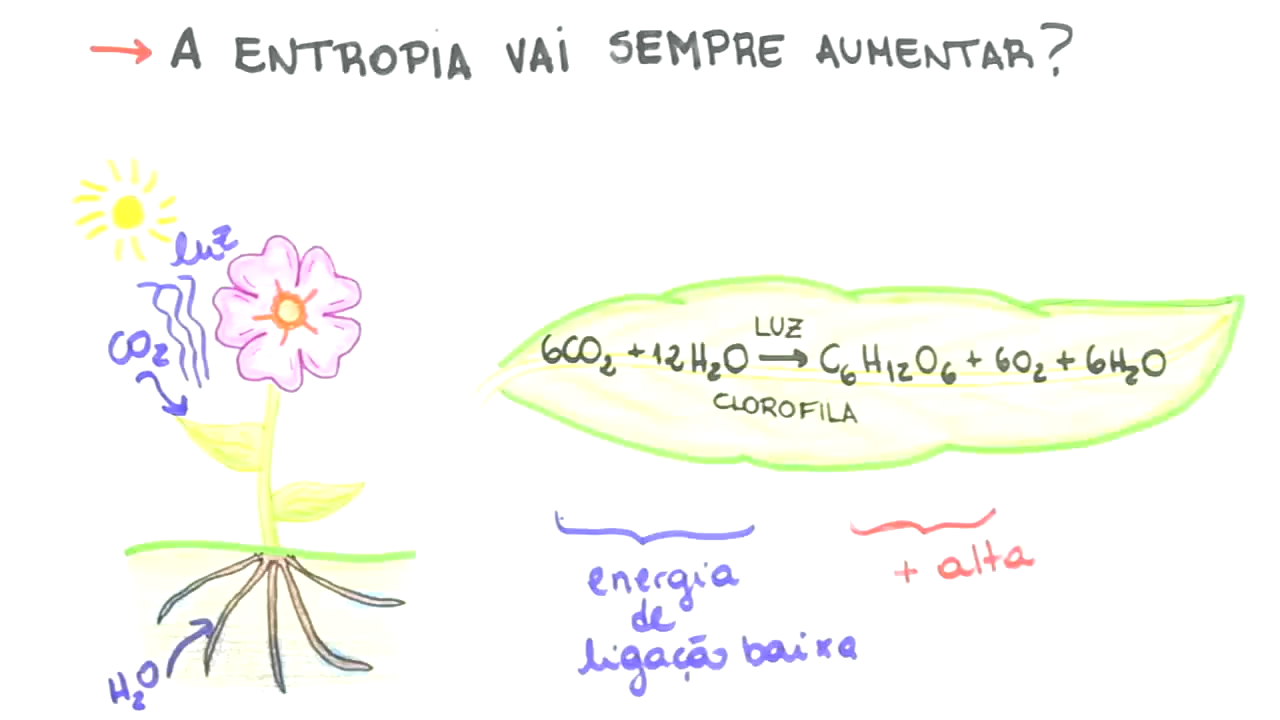 → A ENTROPIA VAI SEMPRE AUMENTAR?
luz
CO₂
H₂O
LUZ
6CO₂ + 12H₂O → C₆H₁₂O₆ + 6O₂ + 6H₂O
CLOROFILA
energia
de
ligação baixa
+ alta